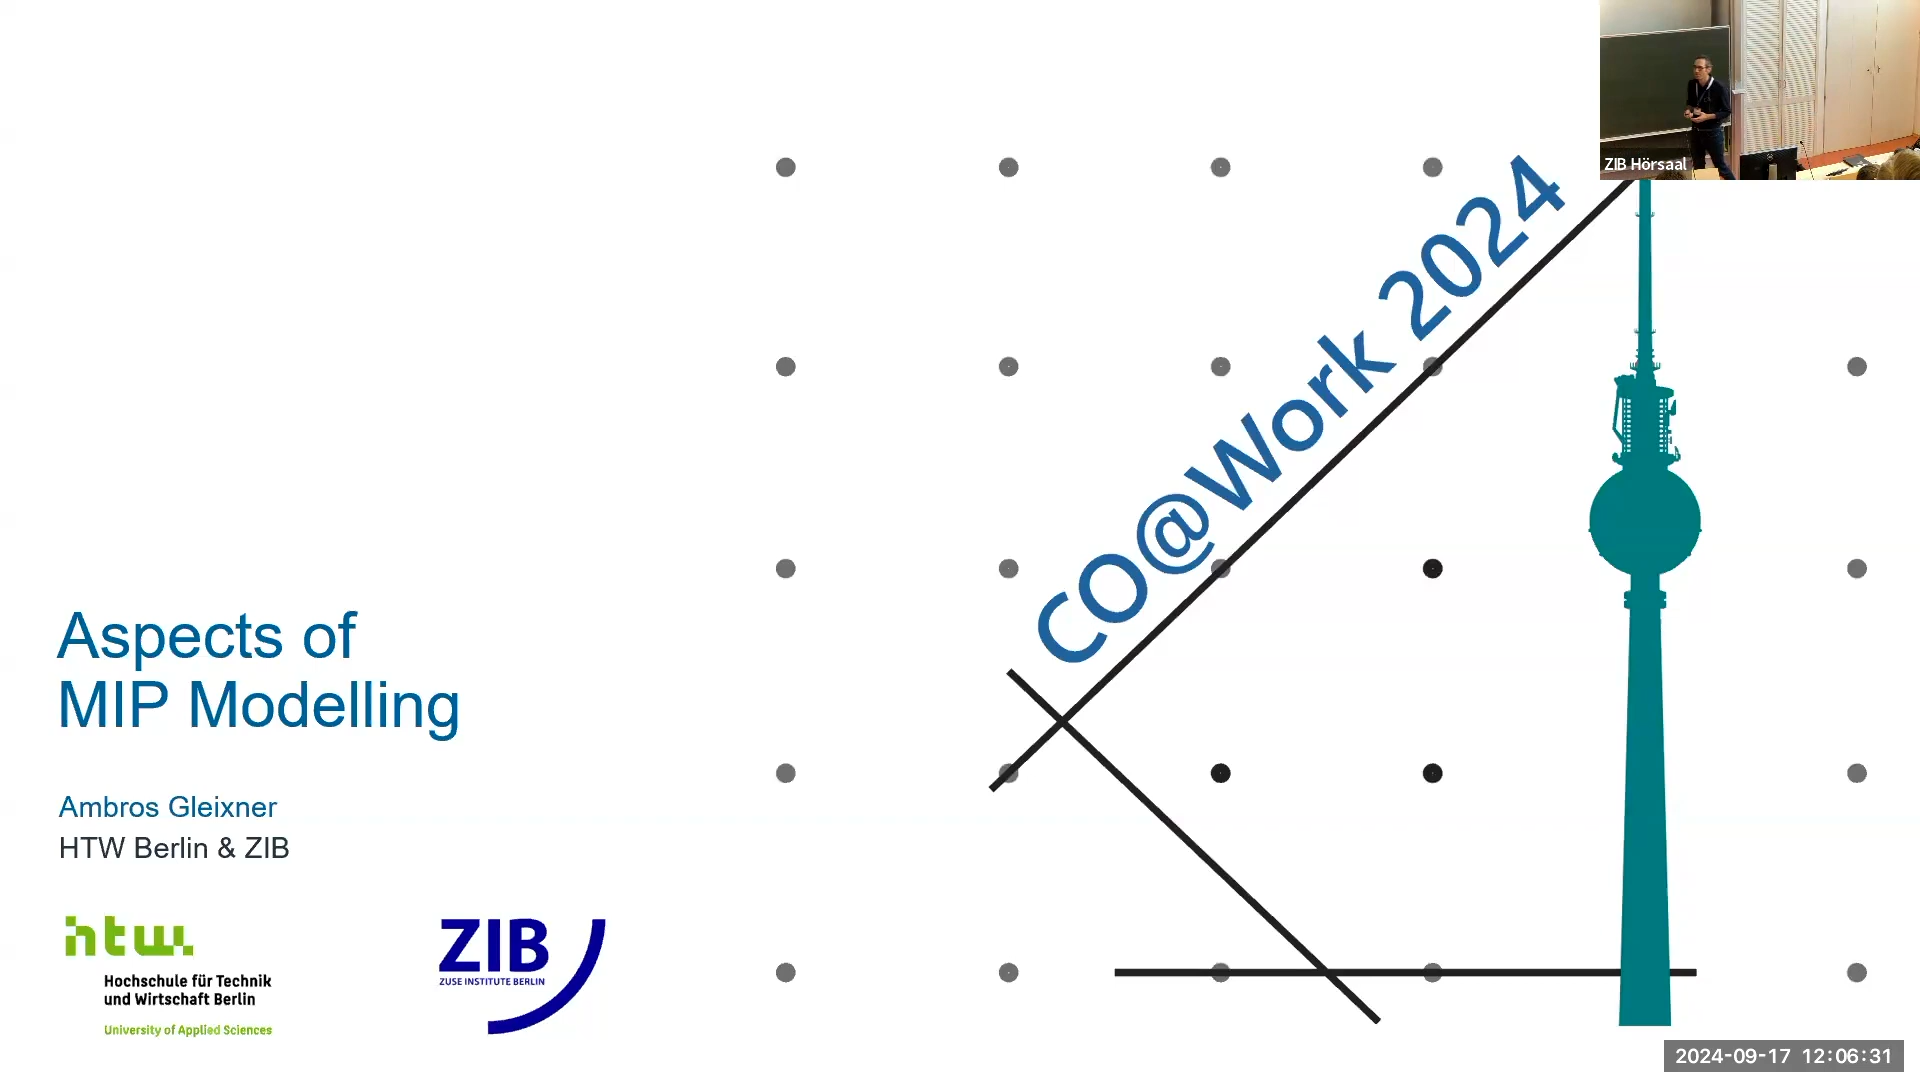 ZIB Hörsaal
CO@Work 2024
Aspects of
MIP Modelling
Ambros Gleixner
HTW Berlin & ZIB
htw.
Hochschule für Technik
und Wirtschaft Berlin
University of Applied Sciences
ZIB
ZUSE INSTITUTE BERLIN
2024-09-17 12:06:31